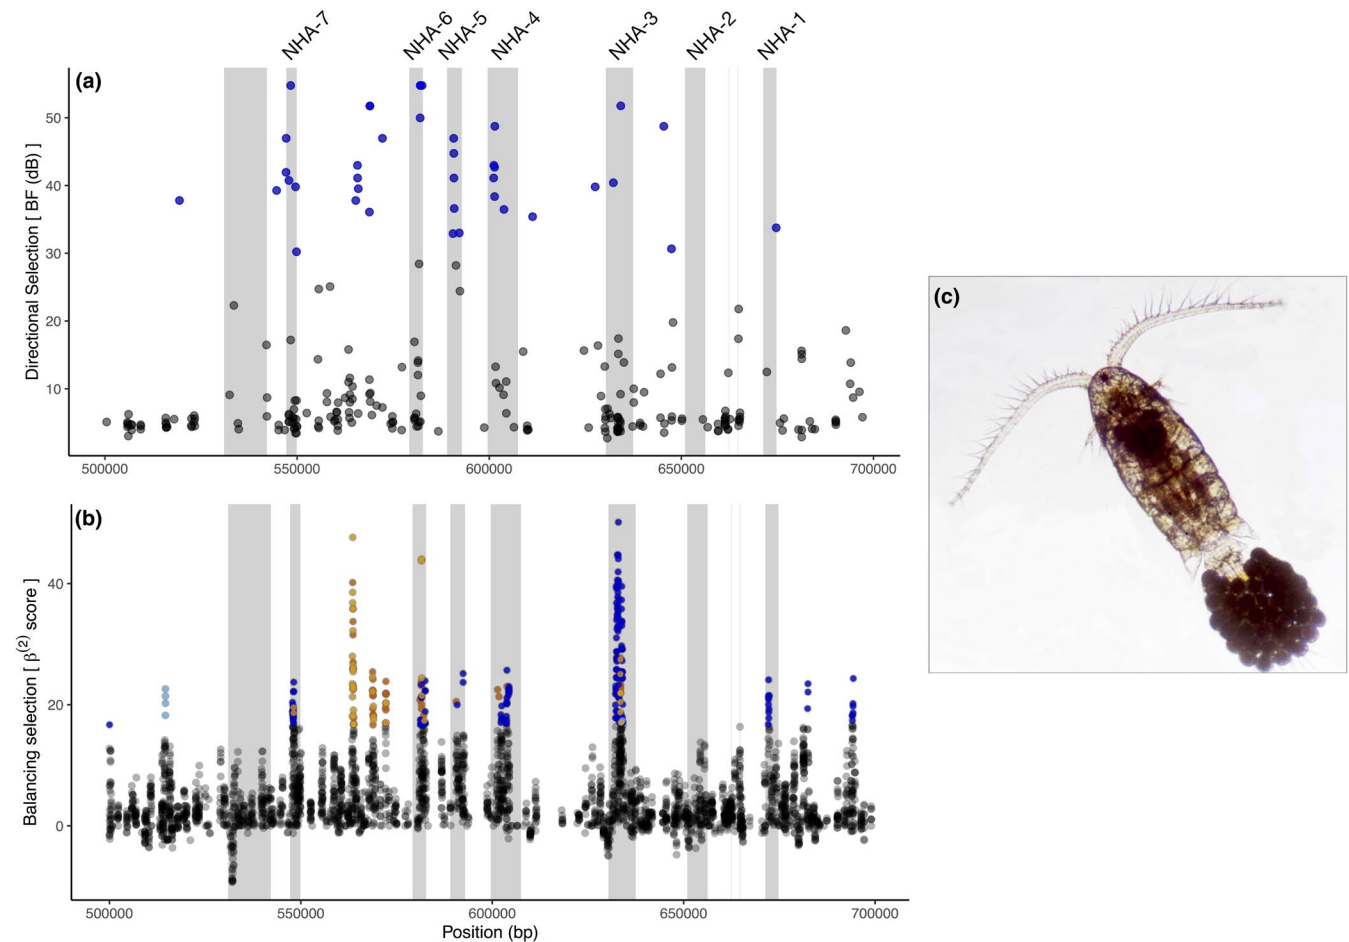 NHA-7 NHA-6 NHA-5 NHA-4 NHA-3 NHA-2 NHA-1
(a)
Directional Selection [ BF (dB) ]
50
40
30
20
10
500000 550000 600000 650000 700000
(b)
Balancing selection [ β(2) score ]
40
20
0
500000 550000 600000 650000 700000
Position (bp)
(c)